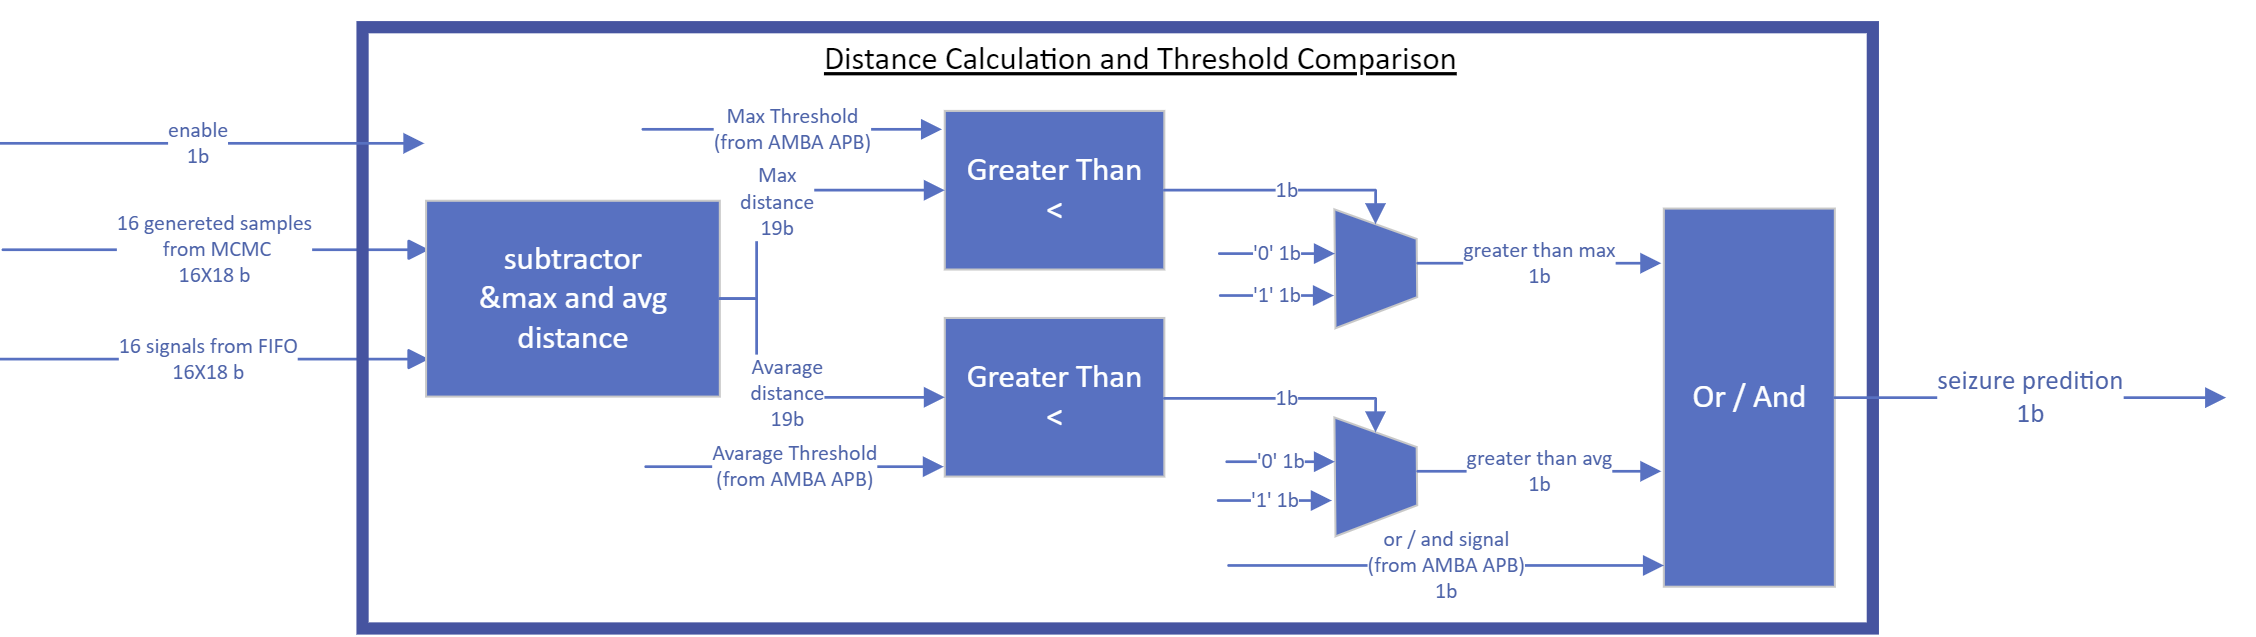 Distance Calculation and Threshold Comparison
enable
1b
16 genereted samples
from MCMC
16X18 b
16 signals from FIFO
16X18 b
subtractor
&max and avg
distance
Max Threshold
(from AMBA APB)
Max
distance
19b
Avarage
distance
19b
Avarage Threshold
(from AMBA APB)
Greater Than
<
Greater Than
<
1b
'0' 1b
'1' 1b
1b
'0' 1b
'1' 1b
greater than max
1b
greater than avg
1b
or / and signal
(from AMBA APB)
1b
Or / And
seizure predition
1b